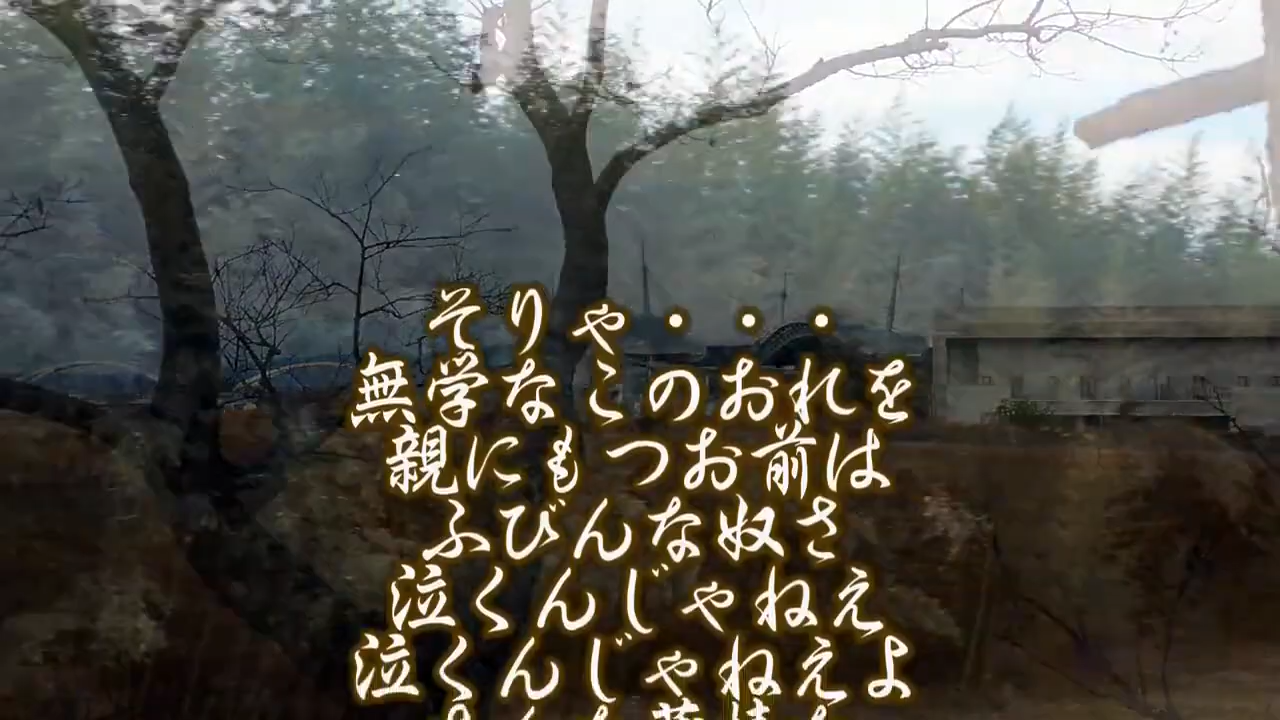 そりゃ・・・
無学なこのおれを
親にもつお前は
ふびんな奴さ
泣くんじゃねえ
泣くんじゃねえよ